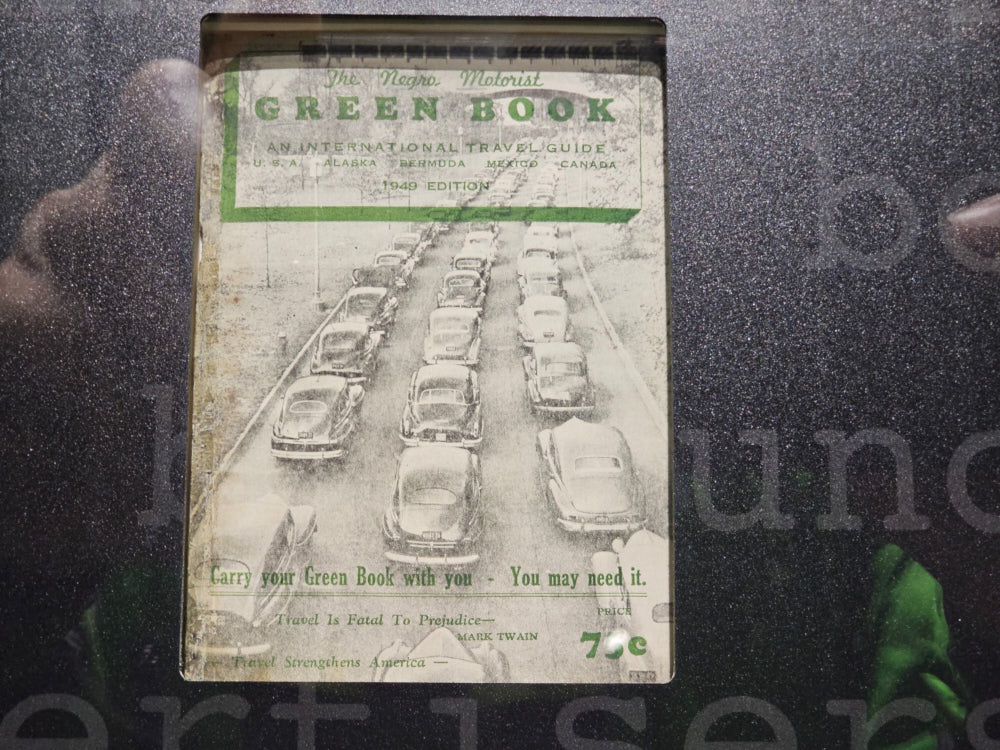 The Negro Motorist
GREEN BOOK
AN INTERNATIONAL TRAVEL GUIDE
U. S. A. ALASKA BERMUDA MEXICO CANADA
1949 EDITION
Carry your Green Book with you - You may need it.
Travel Is Fatal To Prejudice—
MARK TWAIN
PRICE
75c
— Travel Strengthens America —